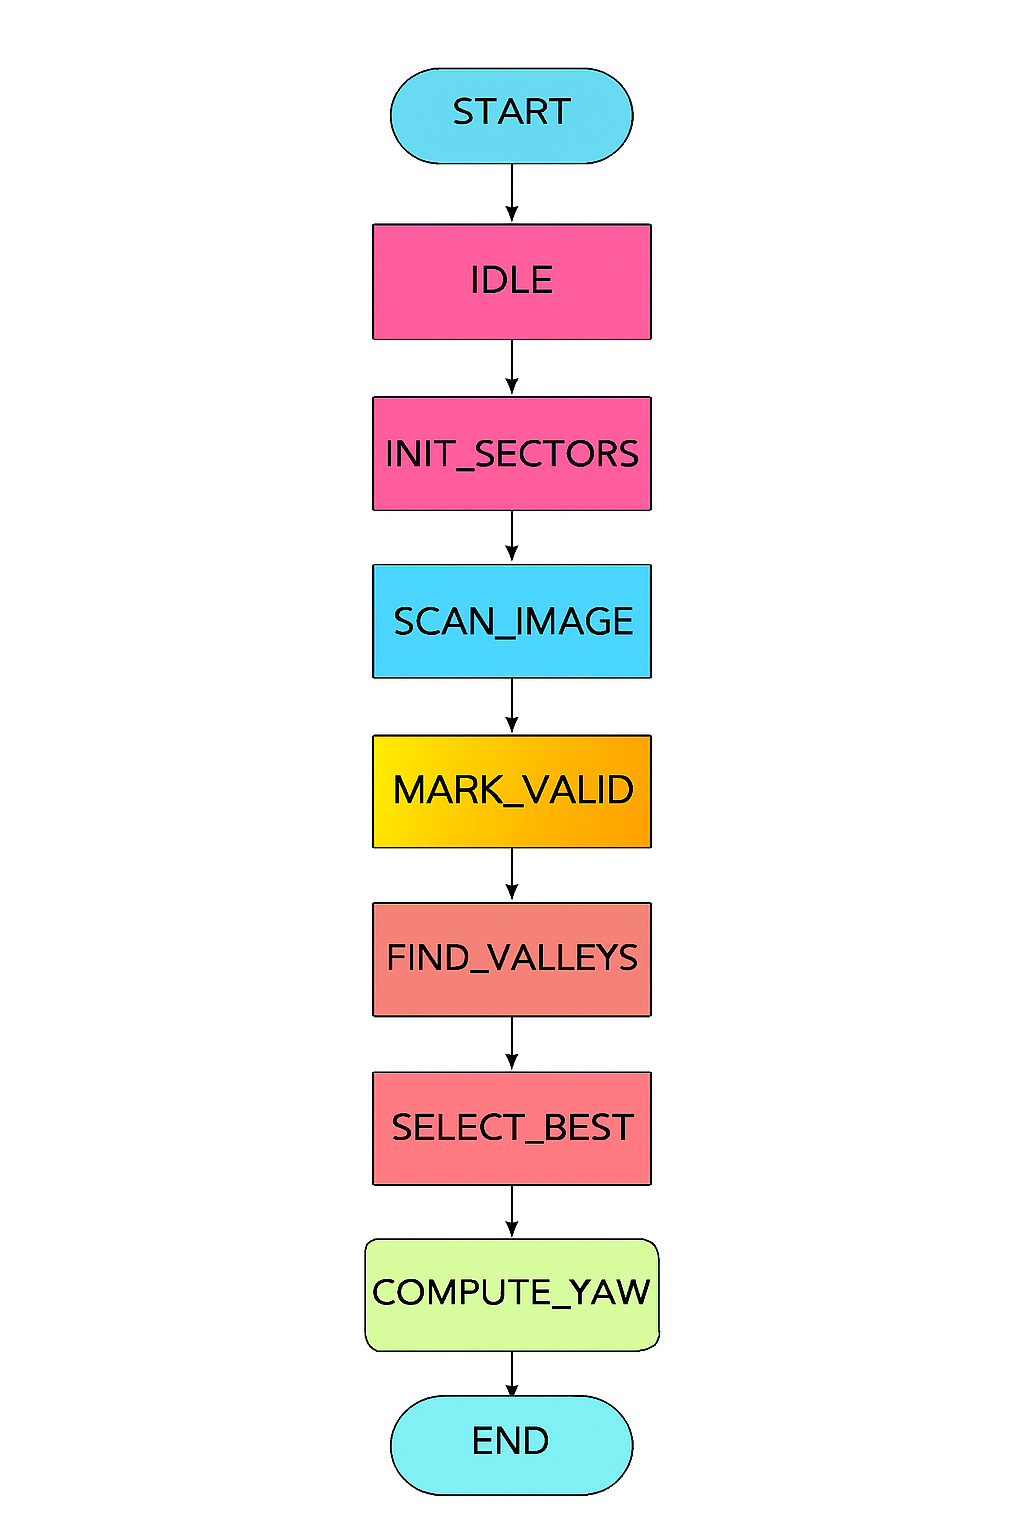 START
IDLE
INIT_SECTORS
SCAN_IMAGE
MARK_VALID
FIND_VALLEYS
SELECT_BEST
COMPUTE_YAW
END